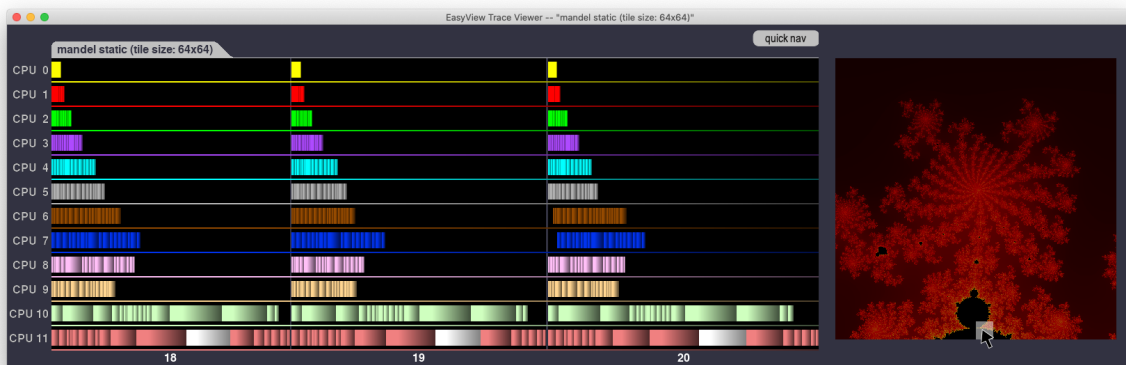 EasyView Trace Viewer -- "mandel static (tile size: 64x64)"
quick nav
mandel static (tile size: 64x64)
CPU 0
CPU 1
CPU 2
CPU 3
CPU 4
CPU 5
CPU 6
CPU 7
CPU 8
CPU 9
CPU 10
CPU 11
18 19 20